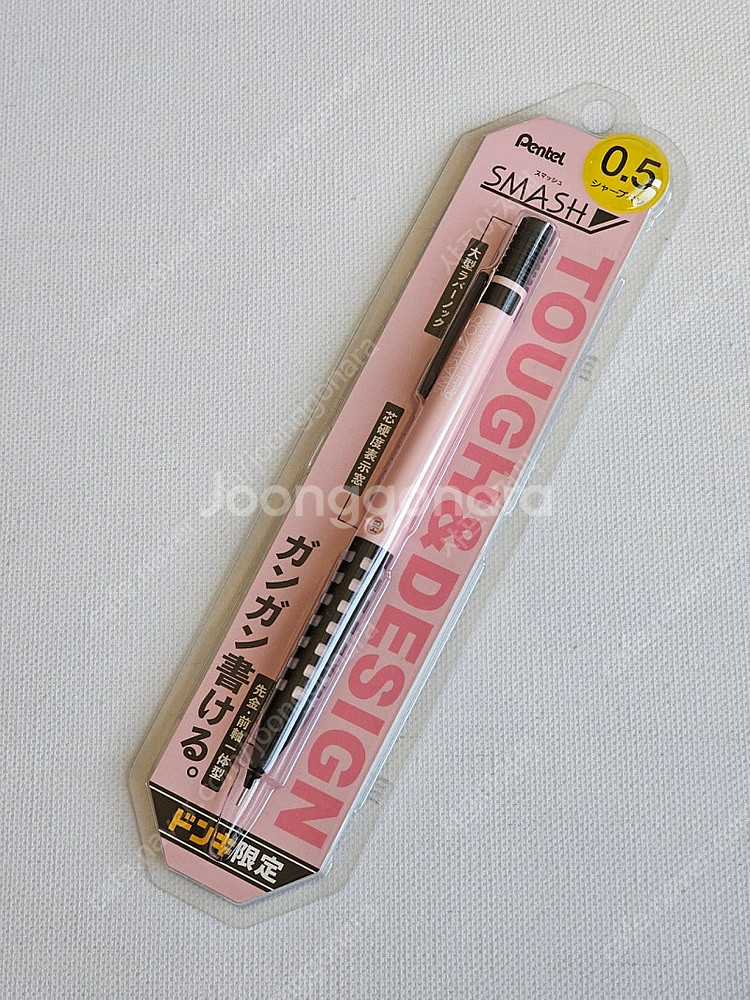 Pentel
0.5
シャープペン
スマッシュ
SMASH
大型ラバーノック
TOUGH&DESIGN
芯硬度表示窓
Joonggonara
ガンガン書ける。
先金・前軸一体型
ドンキ限定